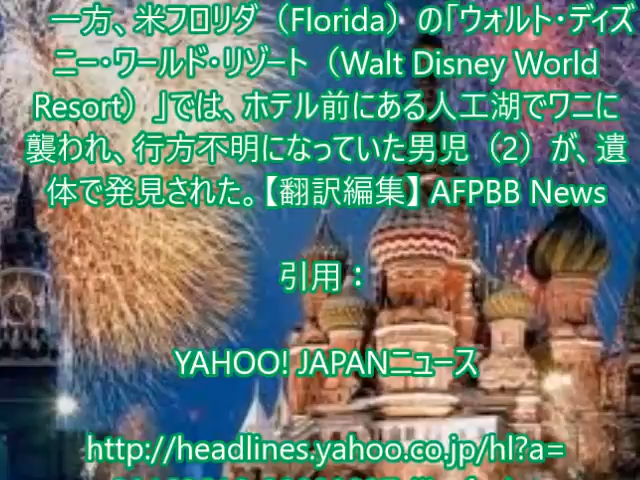 一方、米フロリダ（Florida）の「ウォルト・ディズ
ニー・ワールド・リゾート（Walt Disney World
Resort）」では、ホテル前にある人工湖でワニに
襲われ、行方不明になっていた男児（2）が、遺
体で発見された。【翻訳編集】 AFPBB News
引用：
YAHOO! JAPANニュース
http://headlines.yahoo.co.jp/hl?a=